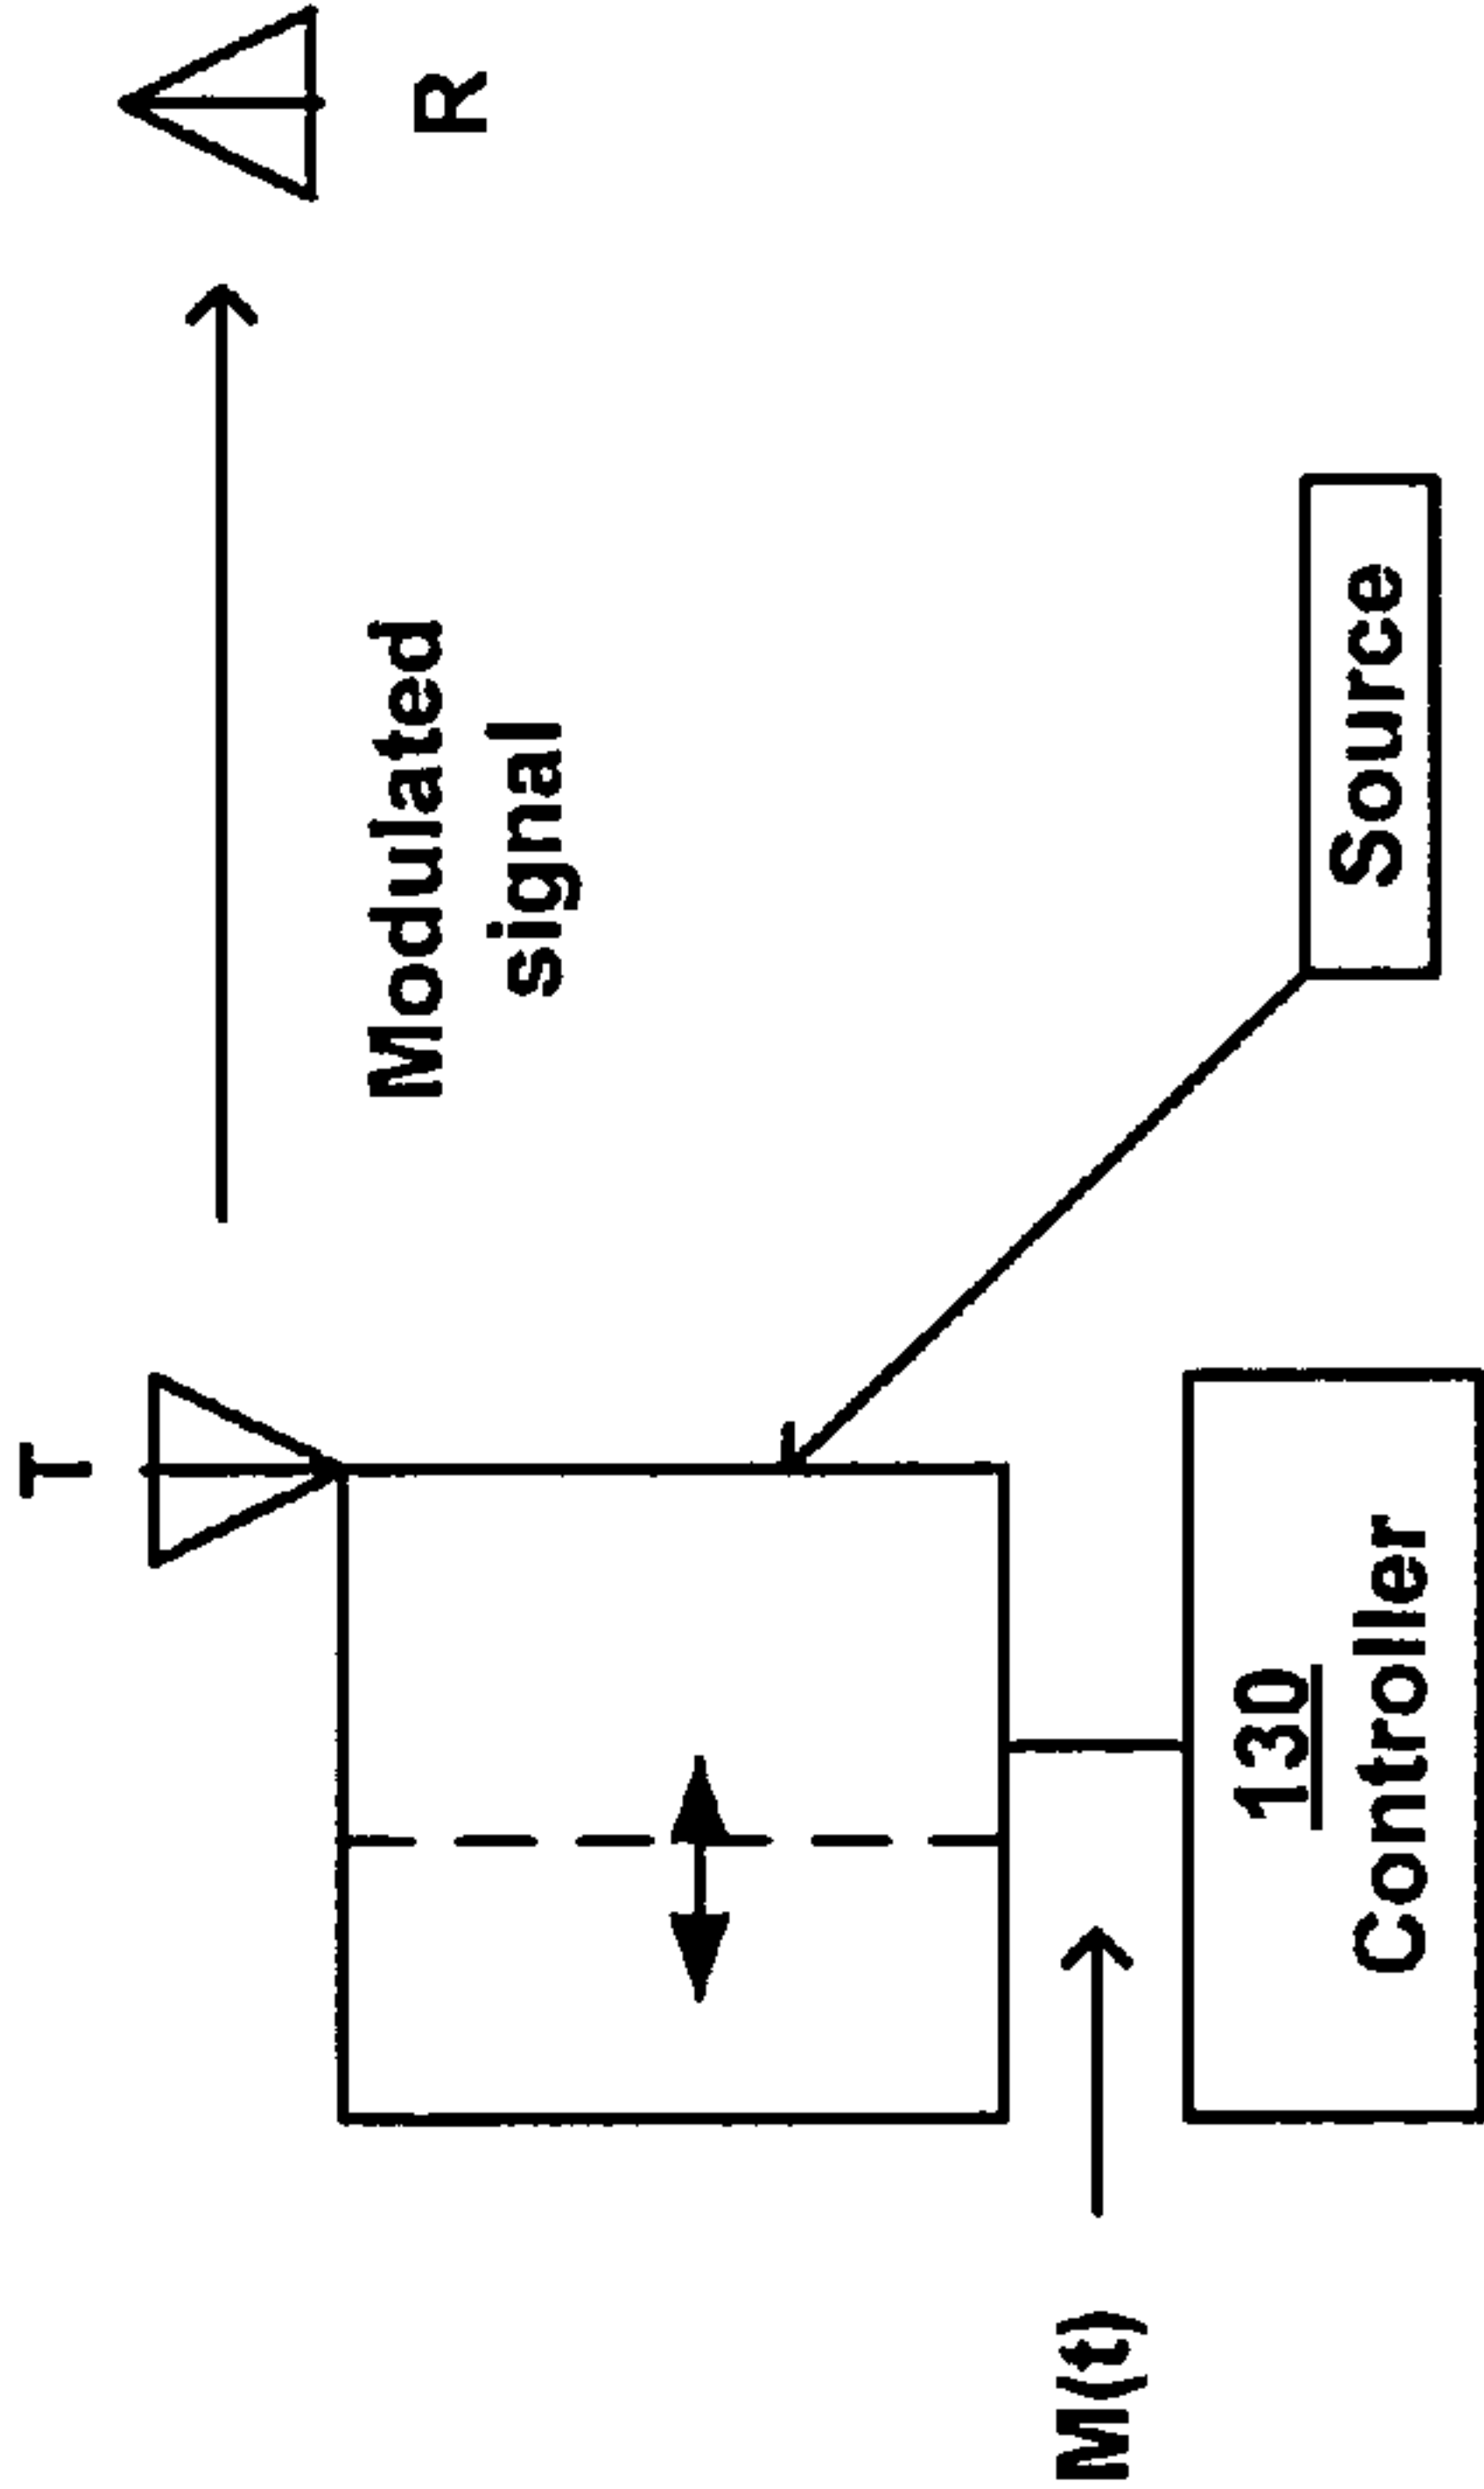 T
R
Modulated
signal
M(t)
130
Controller
Source